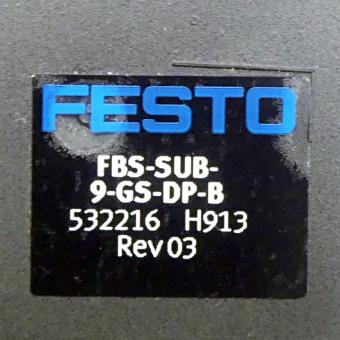 FESTO
FBS-SUB-
9-GS-DP-B
532216 H913
Rev 03